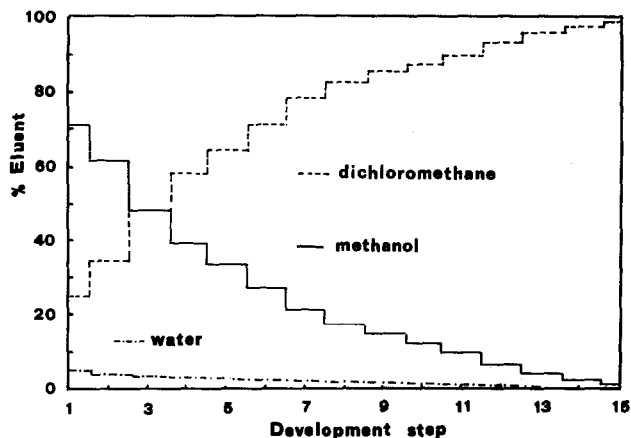 100
80
60
40
20
0
% Eluent
dichloromethane
methanol
water
1 3 5 7 9 11 13 15
Development step